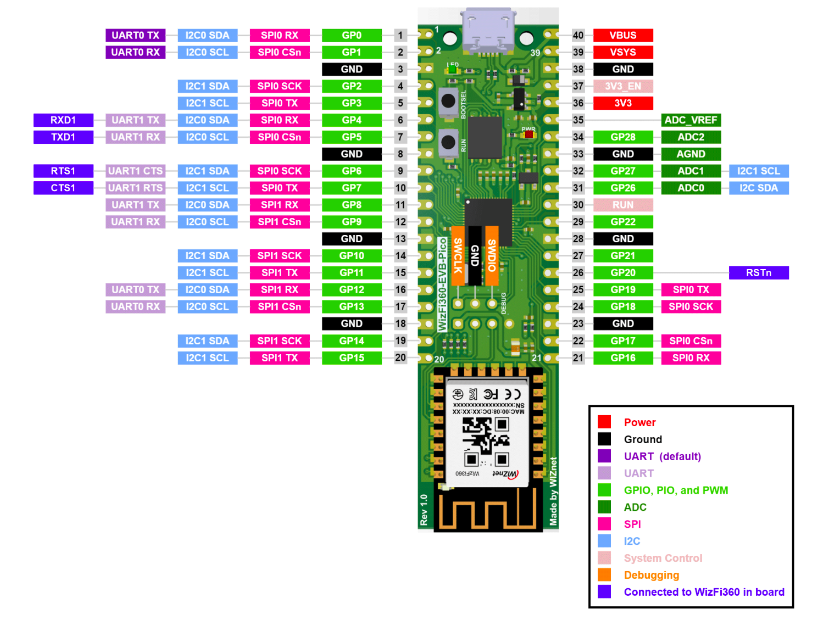 UART0 TX I2C0 SDA SPI0 RX GP0 1 1 40 VBUS
UART0 RX I2C0 SCL SPI0 CSn GP1 2 2 39 39 VSYS
GND 3 38 GND
LED
I2C1 SDA SPI0 SCK GP2 4 37 3V3_EN
I2C1 SCL SPI0 TX GP3 5 BOOTSEL 36 3V3
RXD1 UART1 TX I2C0 SDA SPI0 RX GP4 6 35 ADC_VREF
TXD1 UART1 RX I2C0 SCL SPI0 CSn GP5 7 RUN PWR 34 GP28 ADC2
GND 8 33 GND AGND
RTS1 UART1 CTS I2C1 SDA SPI0 SCK GP6 9 32 GP27 ADC1 I2C1 SCL
CTS1 UART1 RTS I2C1 SCL SPI0 TX GP7 10 31 GP26 ADC0 I2C SDA
UART1 TX I2C0 SDA SPI1 RX GP8 11 30 RUN
UART1 RX I2C0 SCL SPI1 CSn GP9 12 29 GP22
GND 13 28 GND
I2C1 SDA SPI1 SCK GP10 14 27 GP21
I2C1 SCL SPI1 TX GP11 15 26 GP20 RSTn
UART0 TX I2C0 SDA SPI1 RX GP12 16 25 GP19 SPI0 TX
UART0 RX I2C0 SCL SPI1 CSn GP13 17 24 GP18 SPI0 SCK
GND 18 23 GND
I2C1 SDA SPI1 SCK GP14 19 22 GP17 SPI0 CSn
I2C1 SCL SPI1 TX GP15 20 20 21 21 GP16 SPI0 RX
SWCLK
GND
SWDIO
DEBUG
WizFi360-EVB-Pico
CE FC
SN: XXXXXXXXXXXXXXXXX
MAC: 00:08:DC:XX:XX:XX
WizFi360
WIZnet
Rev 1.0
Made by WIZnet
Power
Ground
UART (default)
UART
GPIO, PIO, and PWM
ADC
SPI
I2C
System Control
Debugging
Connected to WizFi360 in board